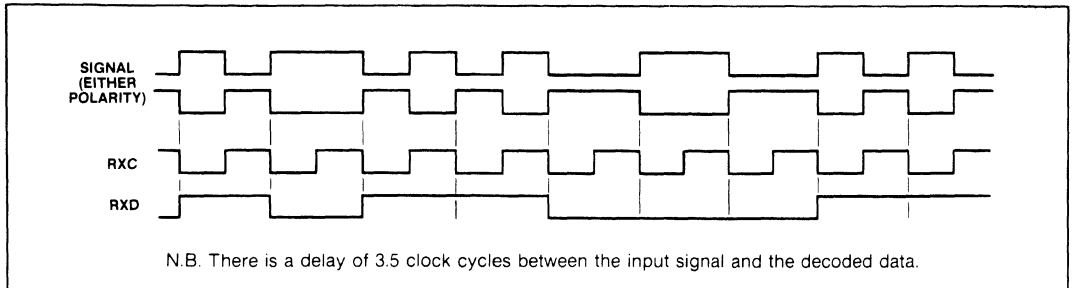 SIGNAL
(EITHER
POLARITY)
RXC
RXD
N.B. There is a delay of 3.5 clock cycles between the input signal and the decoded data.